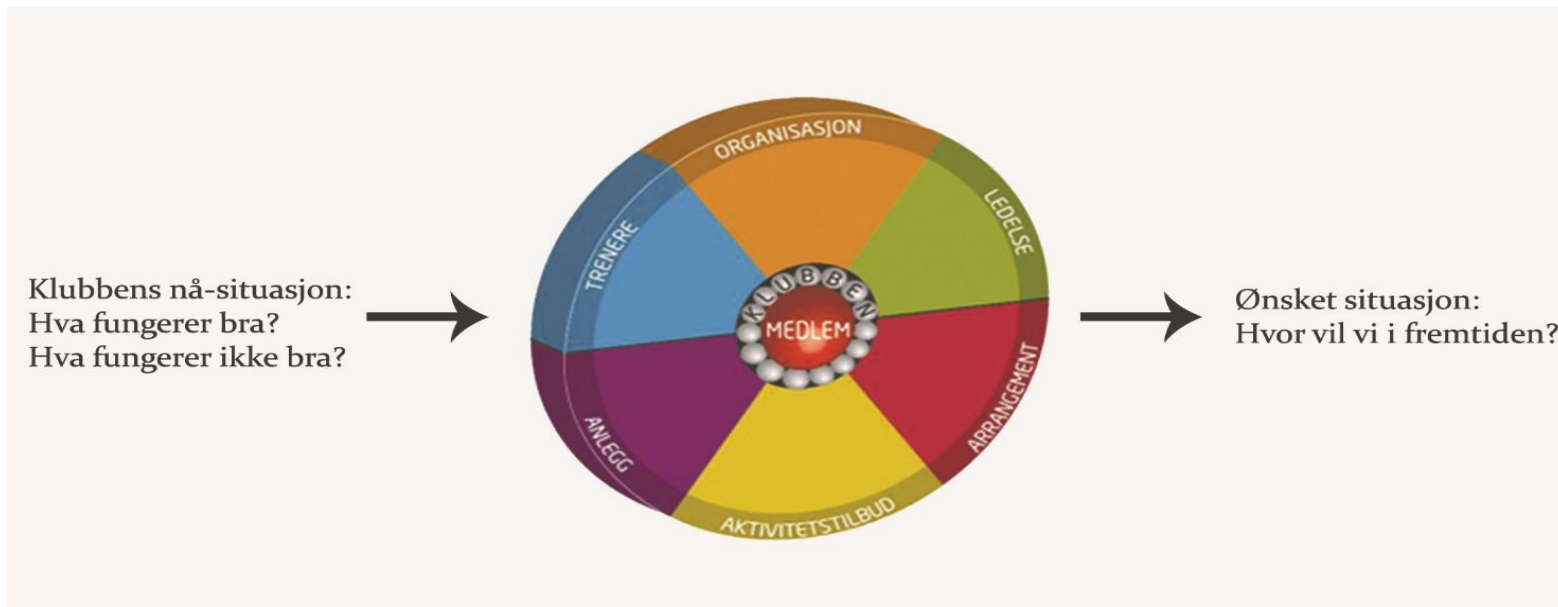 Klubbens nå-situasjon:
Hva fungerer bra?
Hva fungerer ikke bra?
ORGANISASJON
LEDELSE
ARRANGEMENT
AKTIVITETSTILBUD
ANLEGG
TRENERE
KLUBBEN
MEDLEM
Ønsket situasjon:
Hvor vil vi i fremtiden?